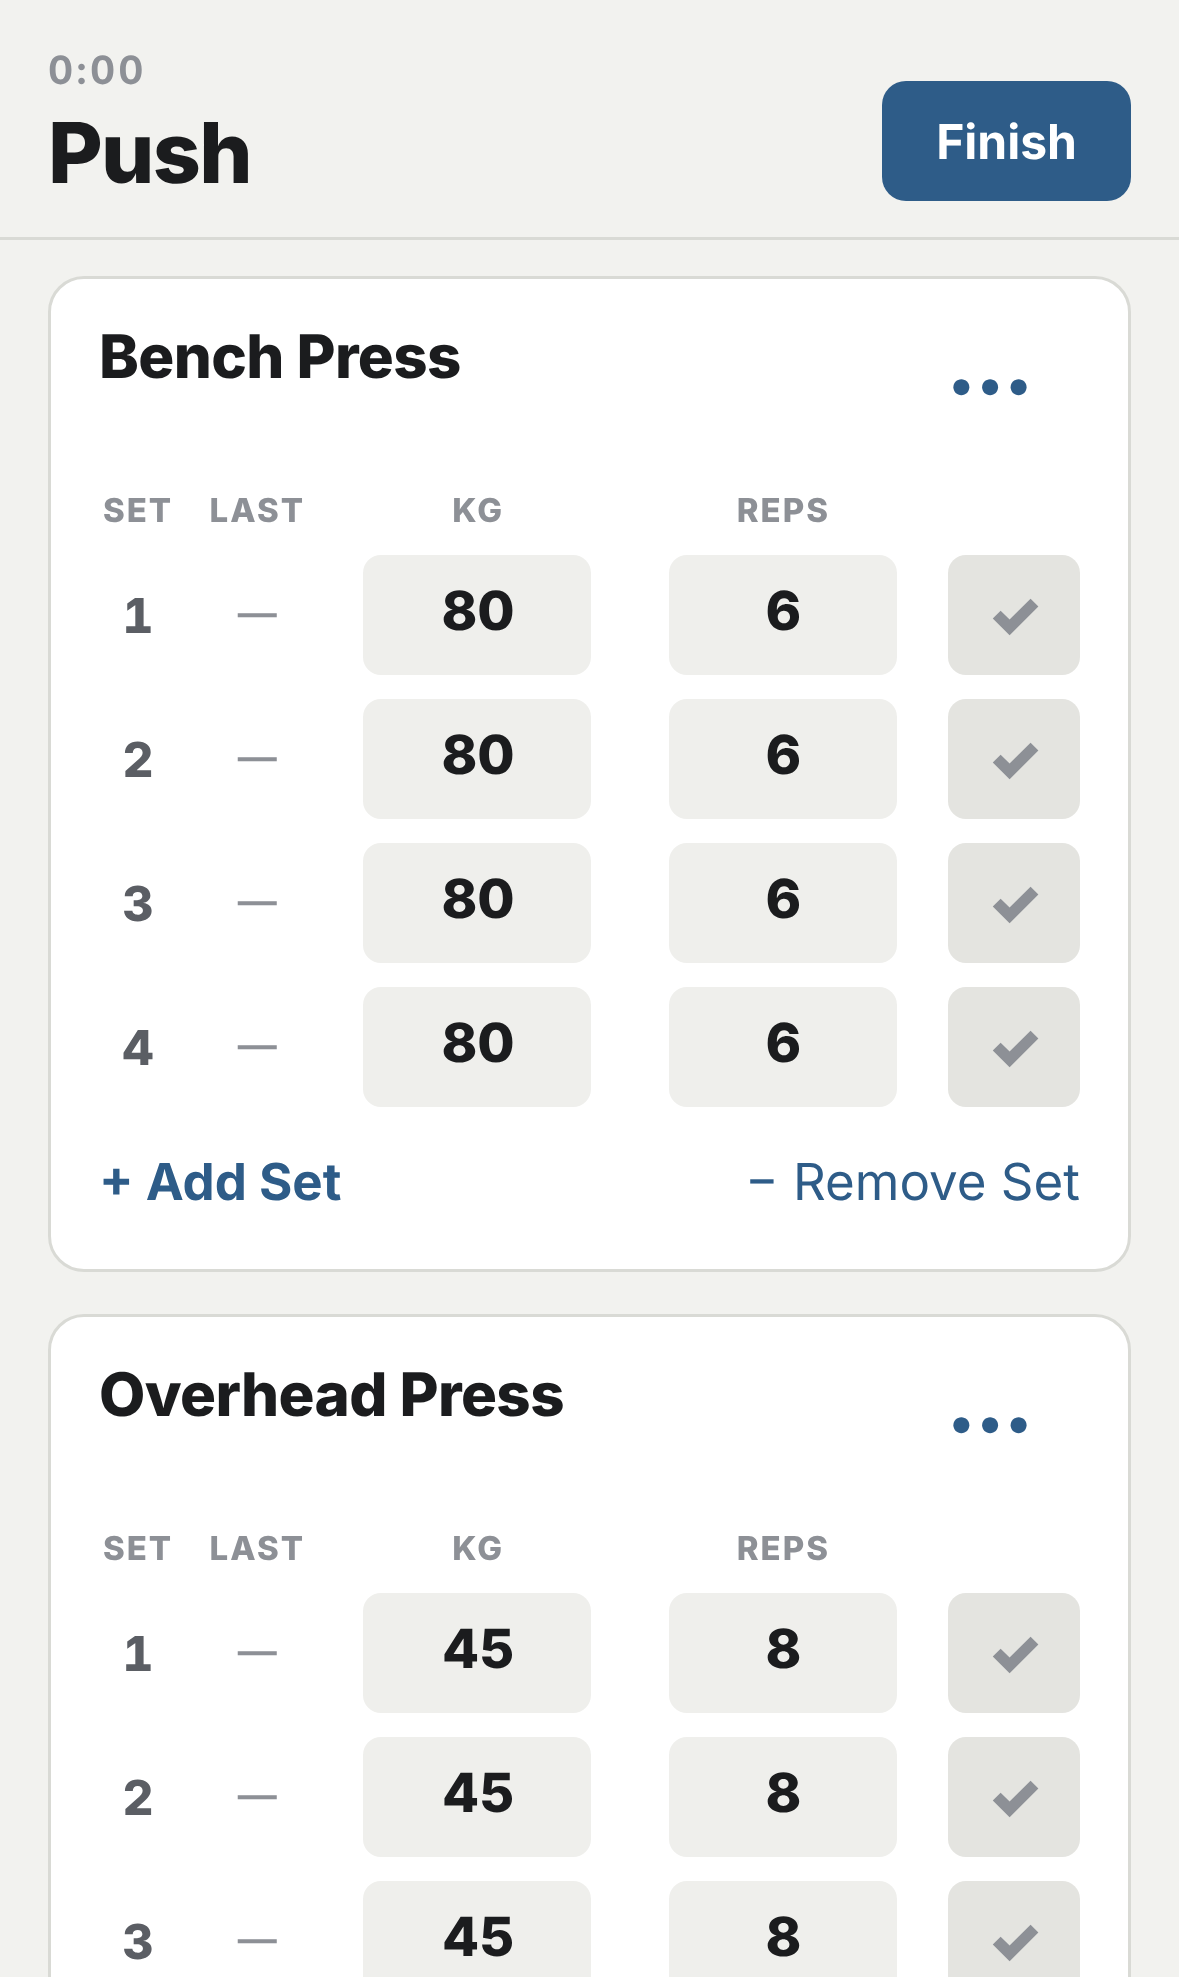 0:00
Push
Finish
Bench Press
•••
SET LAST KG REPS
1 — 80 6 ✓
2 — 80 6 ✓
3 — 80 6 ✓
4 — 80 6 ✓
+ Add Set − Remove Set
Overhead Press
•••
SET LAST KG REPS
1 — 45 8 ✓
2 — 45 8 ✓
3 — 45 8 ✓